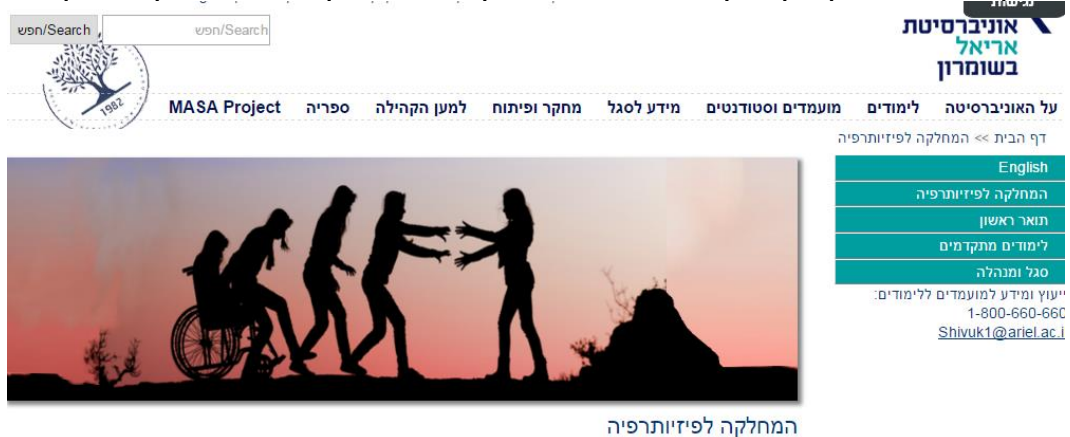 נגישות
Search/חפש
Search/חפש
אוניברסיטת
אריאל
בשומרון
1982
על האוניברסיטה לימודים מועמדים וסטודנטים מידע לסגל מחקר ופיתוח למען הקהילה ספריה MASA Project
דף הבית >> המחלקה לפיזיותרפיה
English
המחלקה לפיזיותרפיה
תואר ראשון
לימודים מתקדמים
סגל ומנהלה
ייעוץ ומידע למועמדים ללימודים:
1-800-660-660
Shivuk1@ariel.ac.i
המחלקה לפיזיותרפיה